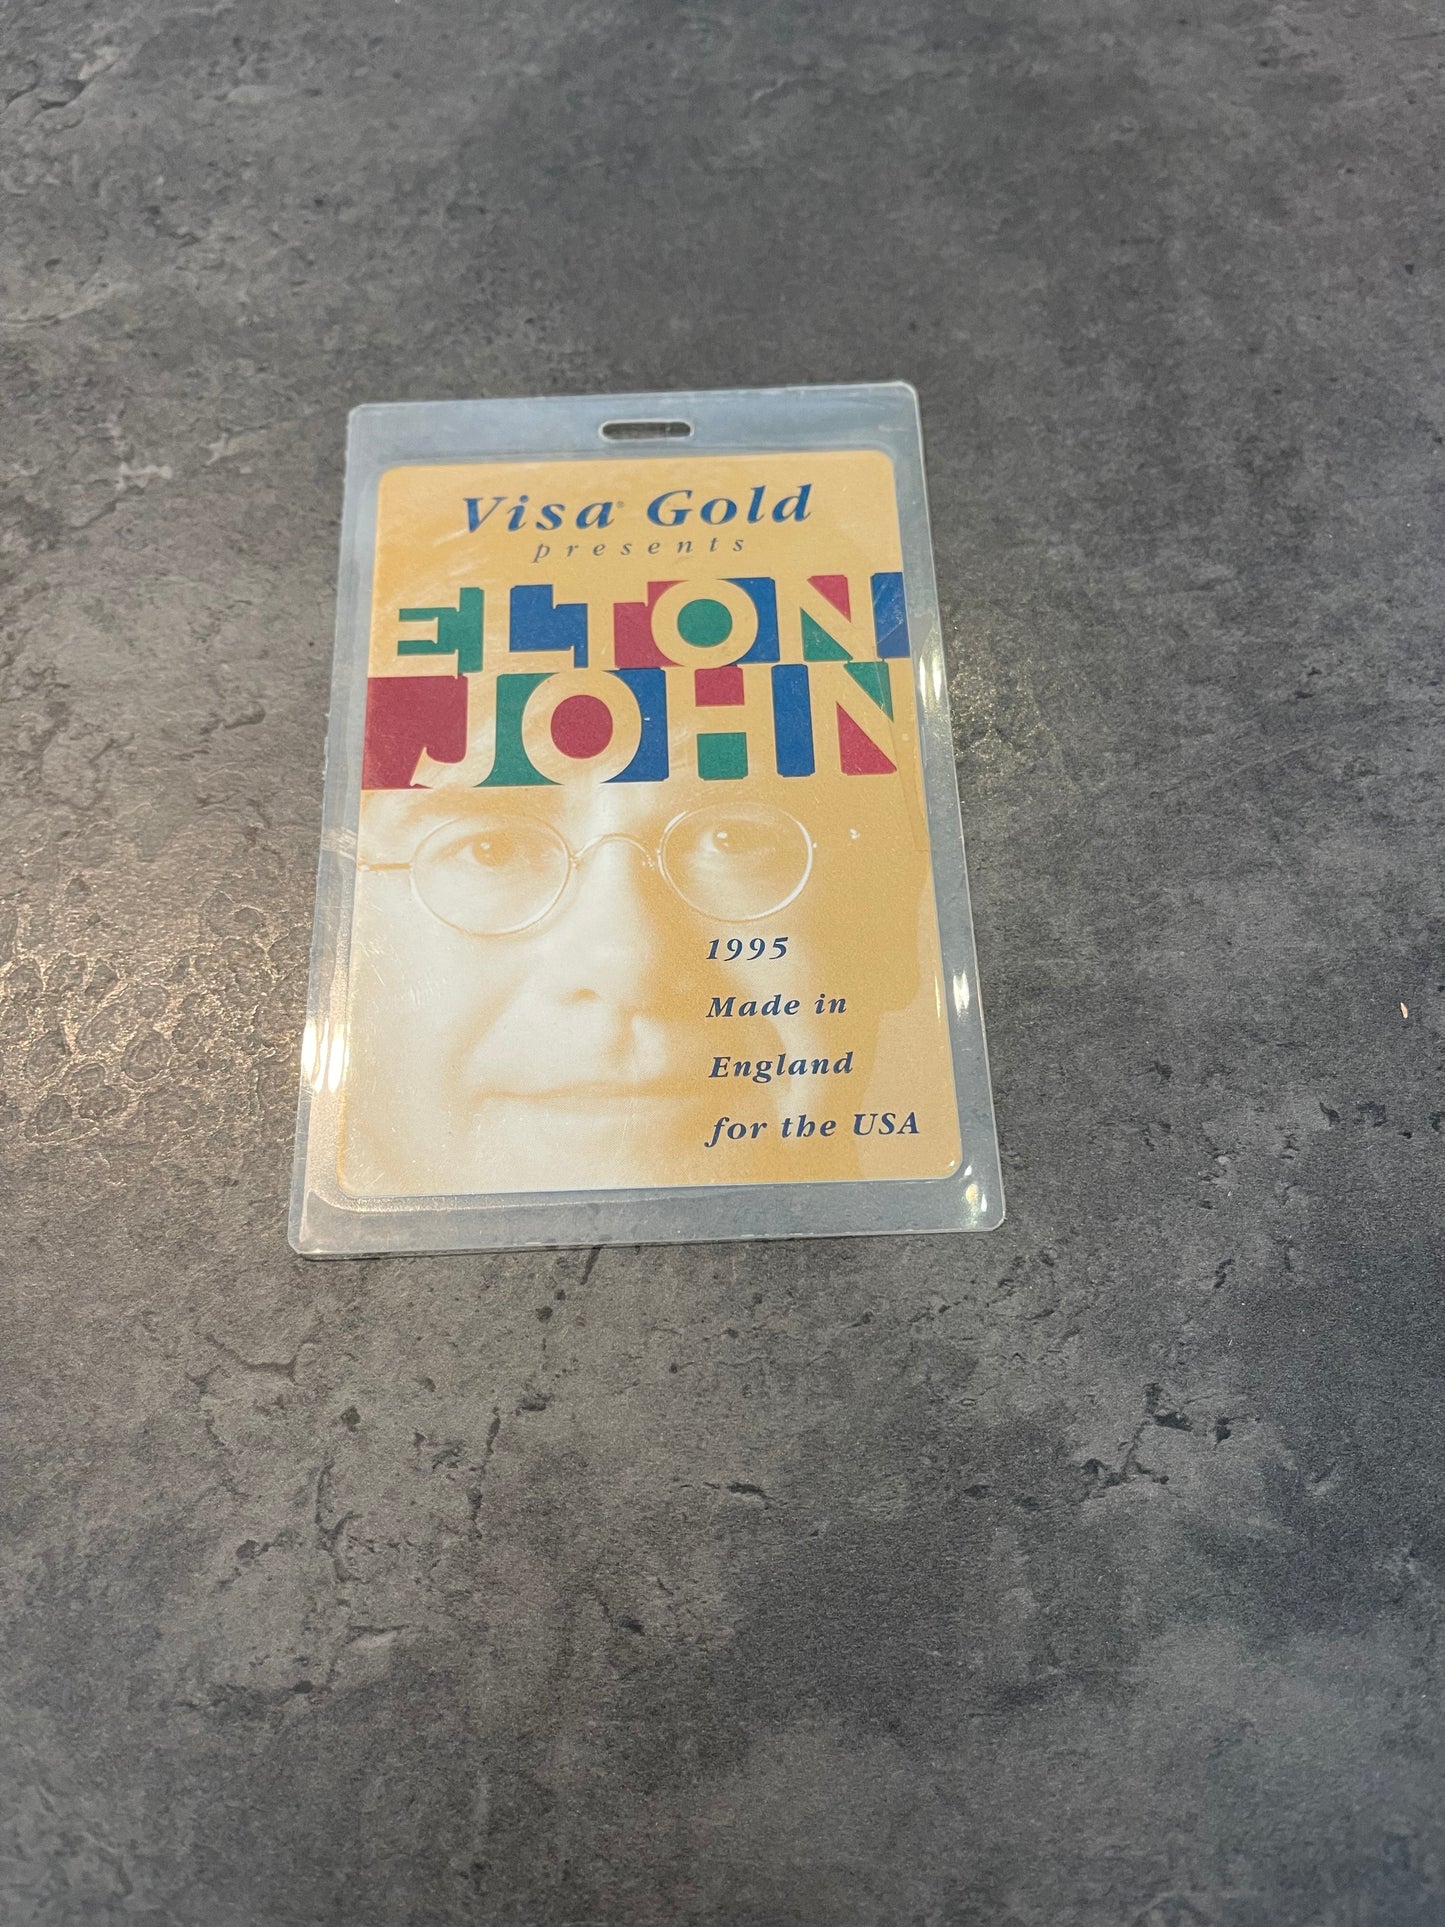 Visa® Gold
presents
ELTON
JOHN
1995
Made in
England
for the USA